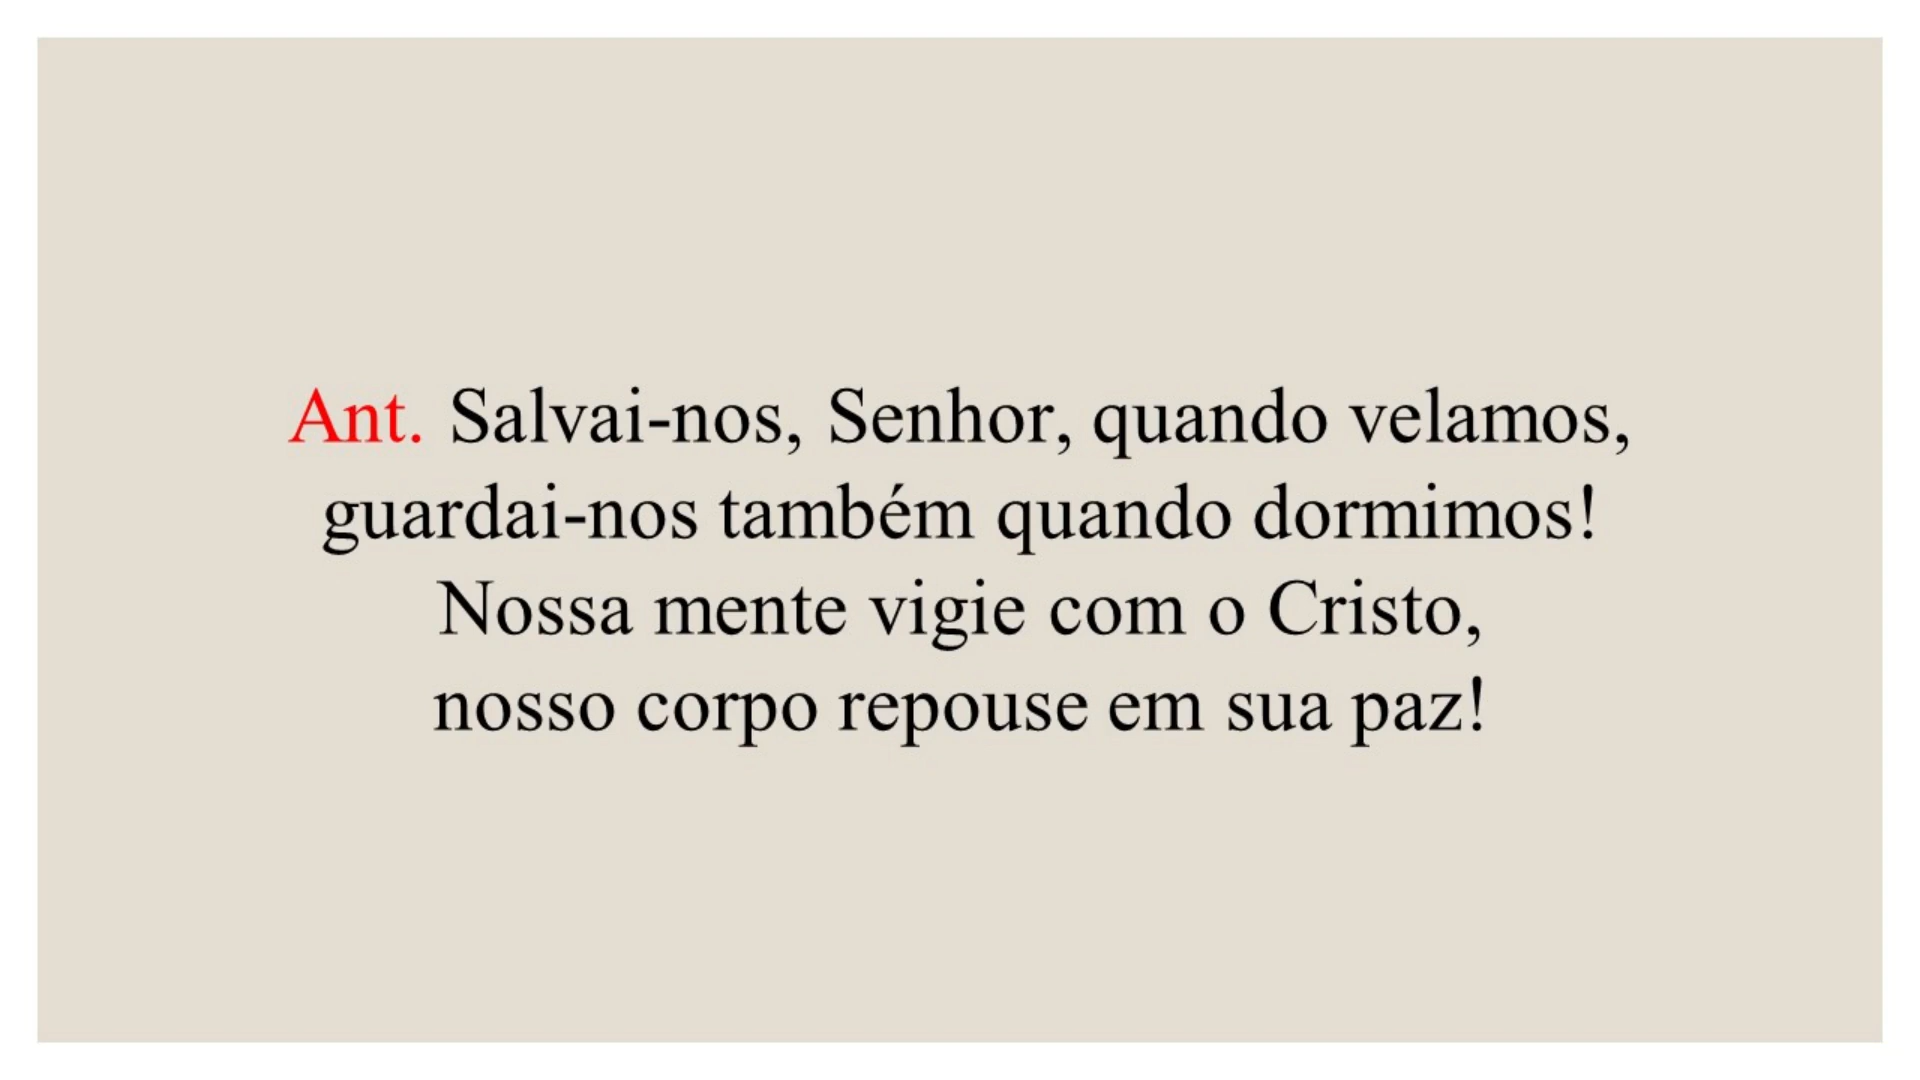 Ant. Salvai-nos, Senhor, quando velamos,
guardai-nos também quando dormimos!
Nossa mente vigie com o Cristo,
nosso corpo repouse em sua paz!